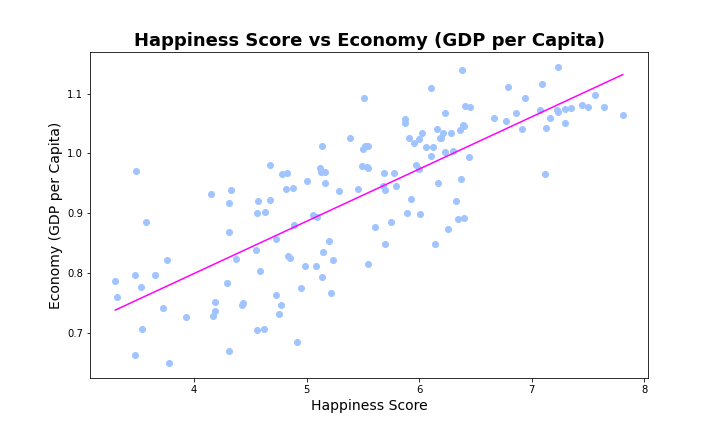 Happiness Score vs Economy (GDP per Capita)
Economy (GDP per Capita)
1.1
1.0
0.9
0.8
0.7
4 5 6 7 8
Happiness Score